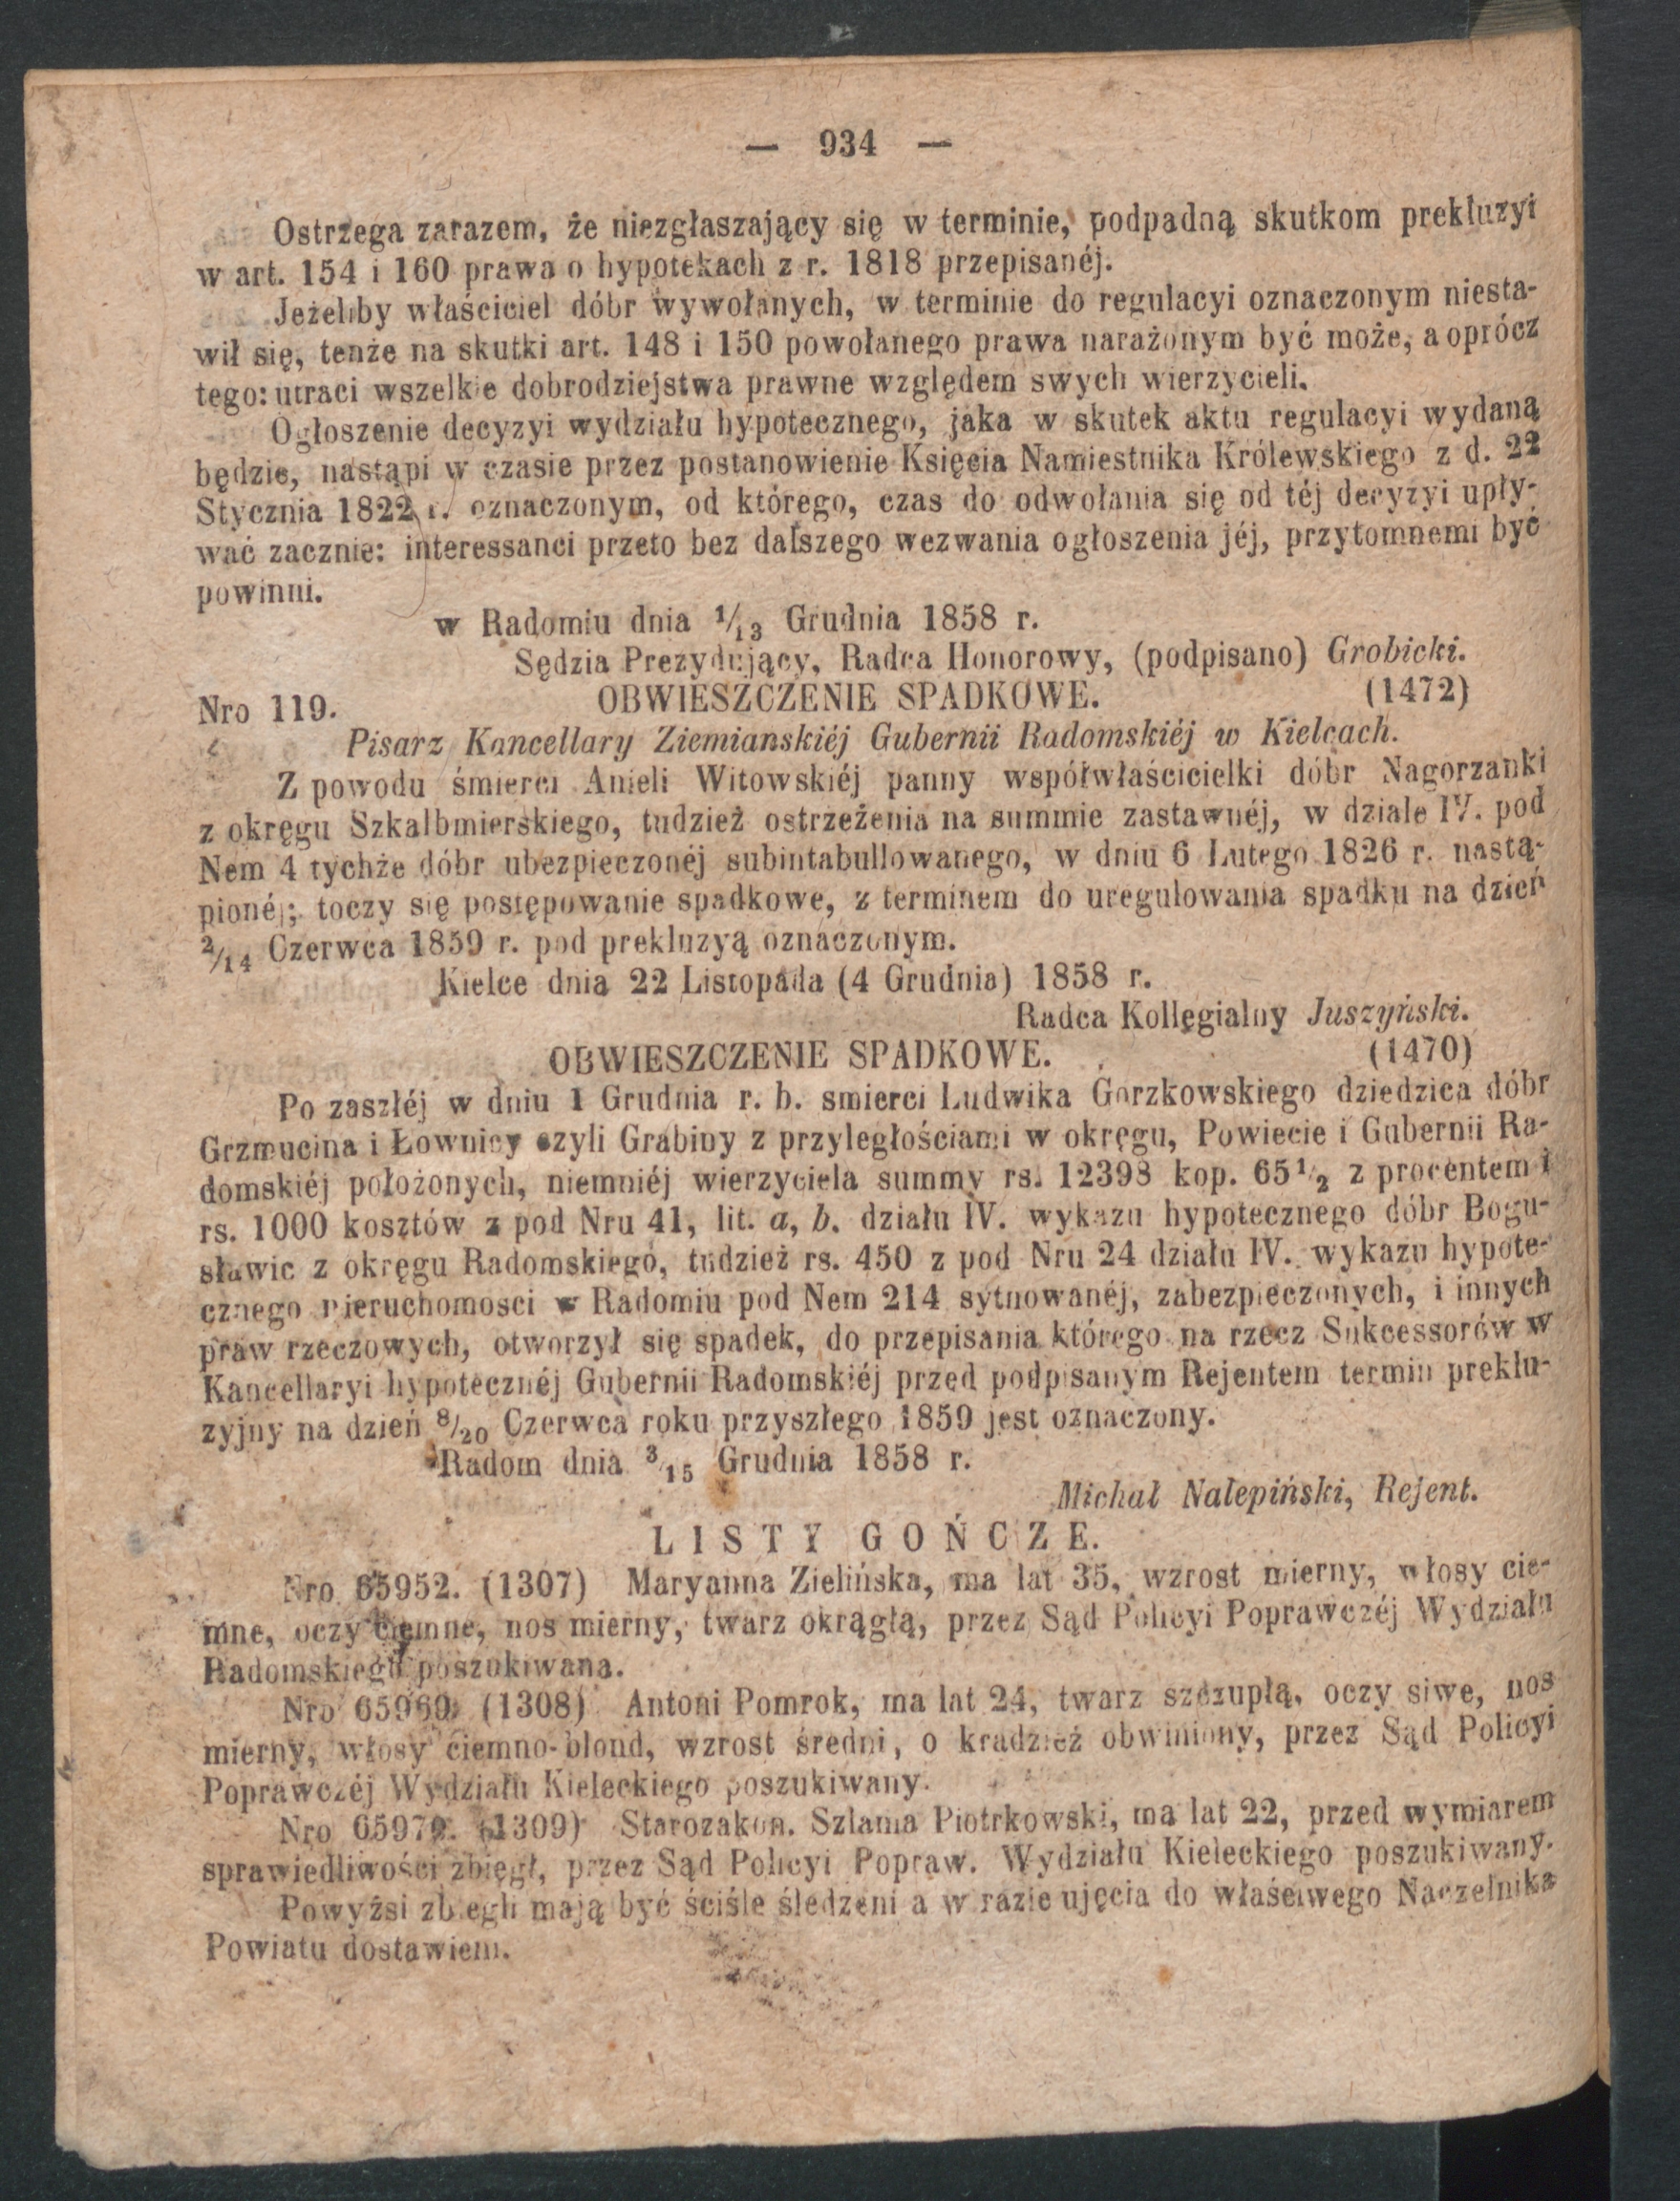 — 934 —
Ostrzega zarazem, że niezgłaszający się w terminie, podpadną skutkom prekluzyi
w art. 154 i 160 prawa o hypotekach z r. 1818 przepisanéj.
Jeżeliby właściciel dóbr wywołanych, w terminie do regulacyi oznaczonym niesta-
wił się, tenże na skutki art. 148 i 150 powołanego prawa narażonym być może, a oprócz
tego: utraci wszelkie dobrodziejstwa prawne względem swych wierzycieli.
Ogłoszenie decyzyi wydziału hypotecznego, jaka w skutek aktu regulacyi wydaną
będzie, nastąpi w czasie przez postanowienie Księcia Namiestnika Królewskiego z d. 22
Stycznia 1822 r. oznaczonym, od którego, czas do odwołania się od téj decyzyi upły-
wać zacznie: interessanci przeto bez dalszego wezwania ogłoszenia jéj, przytomnemi być
powinni.
w Radomiu dnia 1/13 Grudnia 1858 r.
Sędzia Prezydujący, Radca Honorowy, (podpisano) Grobicki.
Nro 119. OBWIESZCZENIE SPADKOWE. (1472)
Pisarz Kancellary Ziemianskiéj Gubernii Radomskiéj w Kielcach.
Z powodu śmierci Anieli Witowskiéj panny współwłaścicielki dóbr Nagorzanki
z okręgu Szkalbmierskiego, tudzież ostrzeżenia na summie zastawnéj, w dziale IV. pod
Nem 4 tychże dóbr ubezpieczonéj subintabullowanego, w dniu 6 Lutego 1826 r. nastą-
pionéj; toczy się postępowanie spadkowe, z terminem do uregulowania spadku na dzień
2/14 Czerwca 1859 r. pod prekluzyą oznaczonym.
Kielce dnia 22 Listopada (4 Grudnia) 1858 r.
Radca Kollęgialny Juszyński.
OBWIESZCZENIE SPADKOWE. (1470)
Po zaszłéj w dniu 1 Grudnia r. b. smierci Ludwika Gorzkowskiego dziedzica dóbr
Grzmucina i Łownicy czyli Grabiny z przyległościami w okręgu, Powiecie i Gubernii Ra-
domskiéj położonych, niemniéj wierzyciela summy rs. 12398 kop. 65 1/2 z procentem i
rs. 1000 kosztów z pod Nru 41, lit. a, b. działu IV. wykazu hypotecznego dóbr Bogu-
sławic z okręgu Radomskiego, tudzież rs. 450 z pod Nru 24 działu IV. wykazu hypote-
cznego nieruchomosci w Radomiu pod Nem 214 sytuowanéj, zabezpieczonych, i innych
praw rzeczowych, otworzył się spadek, do przepisania którego na rzecz Sukcessorów w
Kancellaryi hypotecznéj Gubernii Radomskiéj przed podpisanym Rejentem termin preklu-
zyjny na dzień 8/20 Czerwca roku przyszłego 1859 jest oznaczony.
Radom dnia 3/15 Grudnia 1858 r.
Michał Nalepiński, Rejent.
LISTY GOŃCZE.
Nro 65952. (1307) Maryanna Zielińska, ma lat 35, wzrost mierny, włosy cie-
mne, oczy ciemne, nos mierny, twarz okrągłą, przez Sąd Policyi Poprawczéj Wydziału
Radomskiego poszukiwana.
Nro 65969. (1308) Antoni Pomrok, ma lat 24, twarz szczupłą, oczy siwe, nos
mierny, włosy ciemno-blond, wzrost średni, o kradzież obwiniony, przez Sąd Policyi
Poprawczéj Wydziału Kieleckiego poszukiwany.
Nro (1309) Starozakon. Szlama Piotrkowski, ma lat 22, przed wymiarem
sprawiedliwości zbiegł, przez Sąd Policyi Popraw. Wydziału Kieleckiego poszukiwany.
Powyżsi zbiegli mają być ściśle śledzeni a w razie ujęcia do właściwego Naczelnika
Powiatu dostawieni.